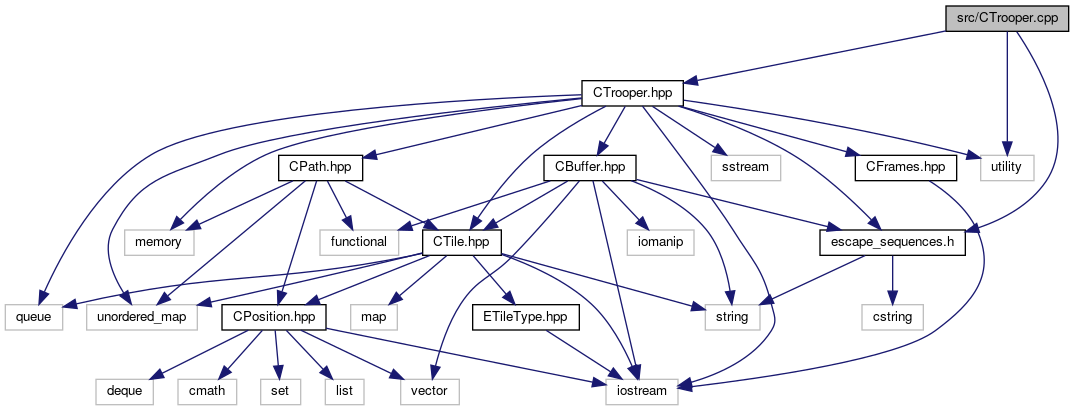 src/CTrooper.cpp
CTrooper.hpp
CPath.hpp
CBuffer.hpp
sstream
CFrames.hpp
utility
memory
functional
CTile.hpp
iomanip
escape_sequences.h
queue
unordered_map
CPosition.hpp
map
ETileType.hpp
string
cstring
deque
cmath
set
list
vector
iostream